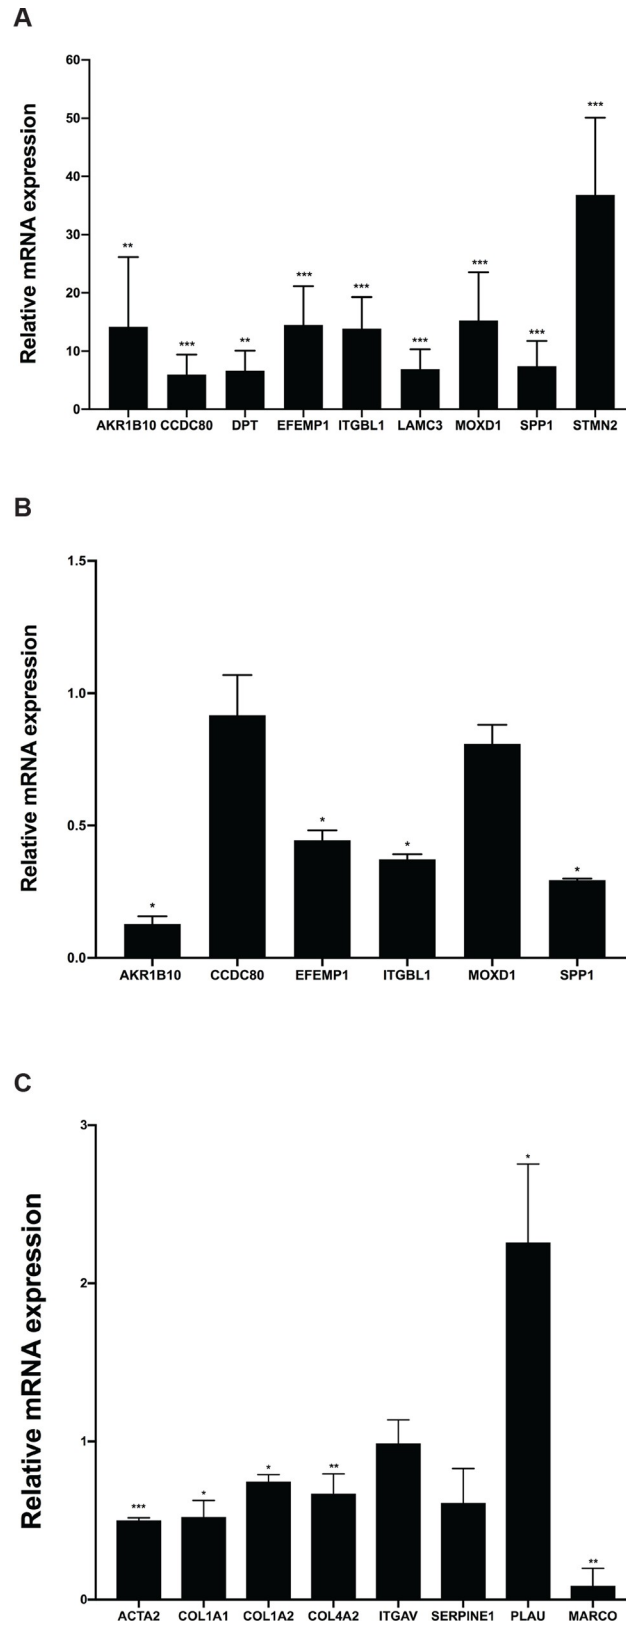 A
Relative mRNA expression
60
50
40
30
20
10
0
** *** ** *** *** *** *** *** ***
AKR1B10 CCDC80 DPT EFEMP1 ITGBL1 LAMC3 MOXD1 SPP1 STMN2
B
Relative mRNA expression
1.5
1.0
0.5
0.0
* * * *
AKR1B10 CCDC80 EFEMP1 ITGBL1 MOXD1 SPP1
C
Relative mRNA expression
3
2
1
0
*** * * ** * **
ACTA2 COL1A1 COL1A2 COL4A2 ITGAV SERPINE1 PLAU MARCO